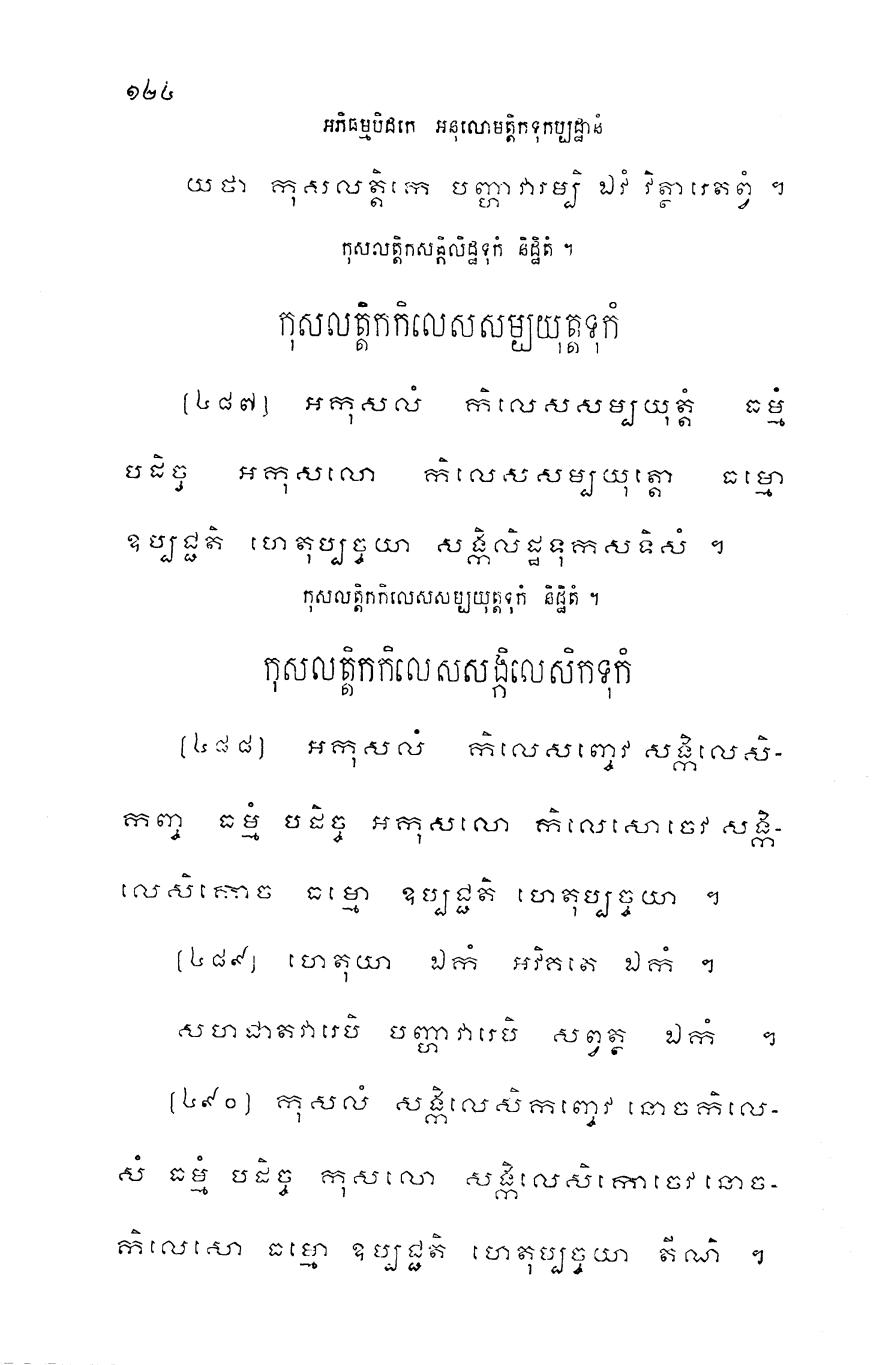 ១២៤
អភិធម្មបិដកេ អនុលោមត្តិកទុកប្បដ្ឋានំ
យថា កុសលត្តិកេ បញ្ហាវារម្បិ ឯវំ វិត្ថារេតព្វំ ។
កុសលត្តិកសង្កិលិដ្ឋទុកំ និដ្ឋិតំ ។
កុសលត្តិកកិលេសសម្បយុត្តទុកំ
[៤៨៧] អកុសលំ កិលេសសម្បយុត្តំ ធម្មំ
បដិច្ច អកុសលោ កិលេសសម្បយុត្តោ ធម្មោ
ឧប្បជ្ជតិ ហេតុប្បច្ចយា សង្កិលិដ្ឋទុកសទិសំ ។
កុសលត្តិកកិលេសសម្បយុត្តទុកំ និដ្ឋិតំ ។
កុសលត្តិកកិលេសសង្កិលេសិកទុកំ
[៤៨៨] អកុសលំ កិលេសញ្ចេវ សង្កិលេសិ-
កញ្ច ធម្មំ បដិច្ច អកុសលោ កិលេសោចេវ សង្កិ-
លេសិកោច ធម្មោ ឧប្បជ្ជតិ ហេតុប្បច្ចយា ។
[៤៨៩] ហេតុយា ឯកំ អវិគតេ ឯកំ ។
សហជាតវារេបិ បញ្ហាវារេបិ សព្វត្ថ ឯកំ ។
[៤៩០] កុសលំ សង្កិលេសិកញ្ចេវ នោចកិលេ-
សំ ធម្មំ បដិច្ច កុសលោ សង្កិលេសិកោចេវ នោច-
កិលេសោ ធម្មោ ឧប្បជ្ជតិ ហេតុប្បច្ចយា តីណិ ។